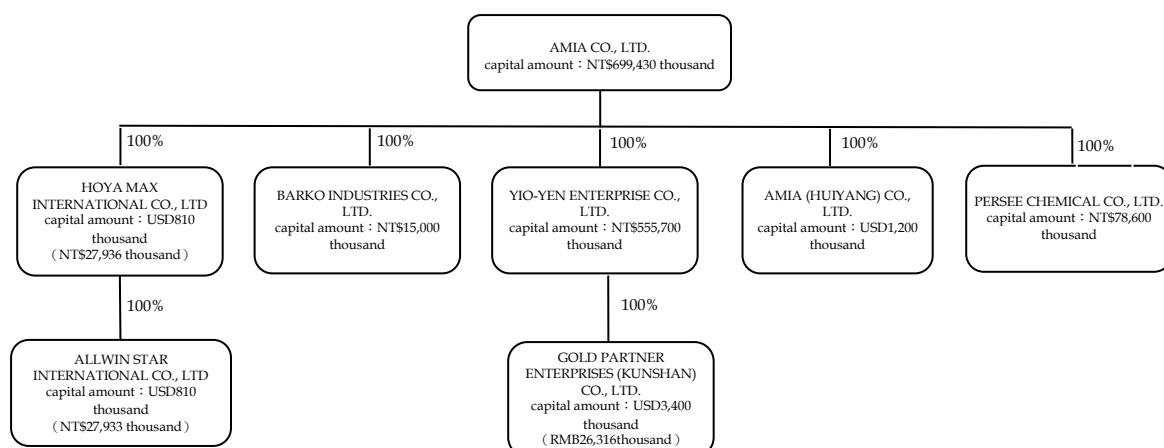 AMIA CO., LTD.
capital amount：NT$699,430 thousand
100%
100%
100%
100%
100%
HOYA MAX
INTERNATIONAL CO., LTD
capital amount：USD810
thousand
（NT$27,936 thousand）
BARKO INDUSTRIES CO.,
LTD.
capital amount：NT$15,000
thousand
YIO-YEN ENTERPRISE CO.,
LTD.
capital amount：NT$555,700
thousand
AMIA (HUIYANG) CO.,
LTD.
capital amount：USD1,200
thousand
PERSEE CHEMICAL CO., LTD.
capital amount：NT$78,600
thousand
100%
100%
ALLWIN STAR
INTERNATIONAL CO., LTD
capital amount：USD810
thousand
（NT$27,933 thousand）
GOLD PARTNER
ENTERPRISES (KUNSHAN)
CO., LTD.
capital amount：USD3,400
thousand
（RMB26,316thousand）